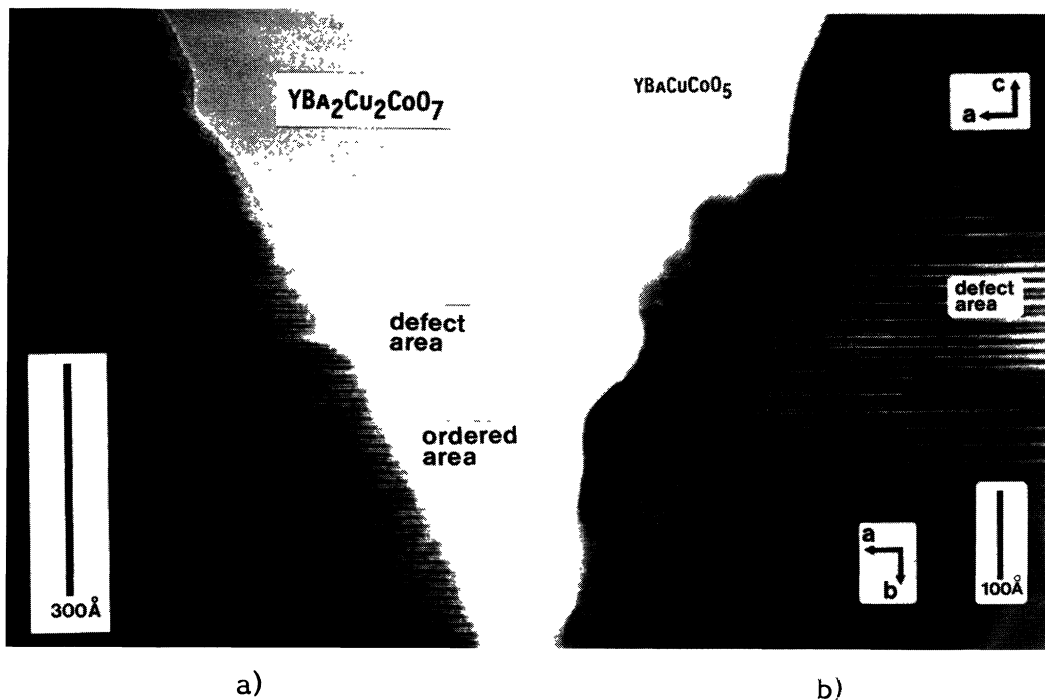 YBA₂Cu₂CoO₇
defect
area
ordered
area
300Å
a)
YBACuCoO₅
c
a
defect
area
a
b
100Å
b)